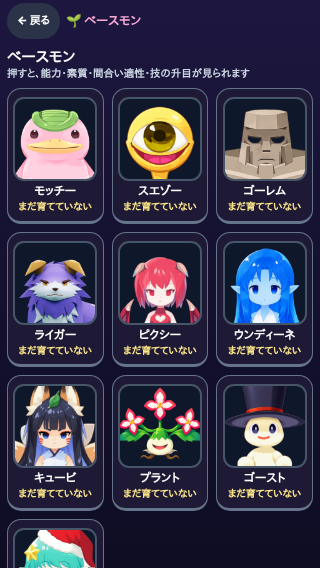 ← 戻る
🌱 ベースモン
ベースモン
押すと、能力・素質・間合い適性・技の升目が見られます
モッチー
まだ育てていない
スエゾー
まだ育てていない
ゴーレム
まだ育てていない
ライガー
まだ育てていない
ピクシー
まだ育てていない
ウンディーネ
まだ育てていない
キュービ
まだ育てていない
プラント
まだ育てていない
ゴースト
まだ育てていない